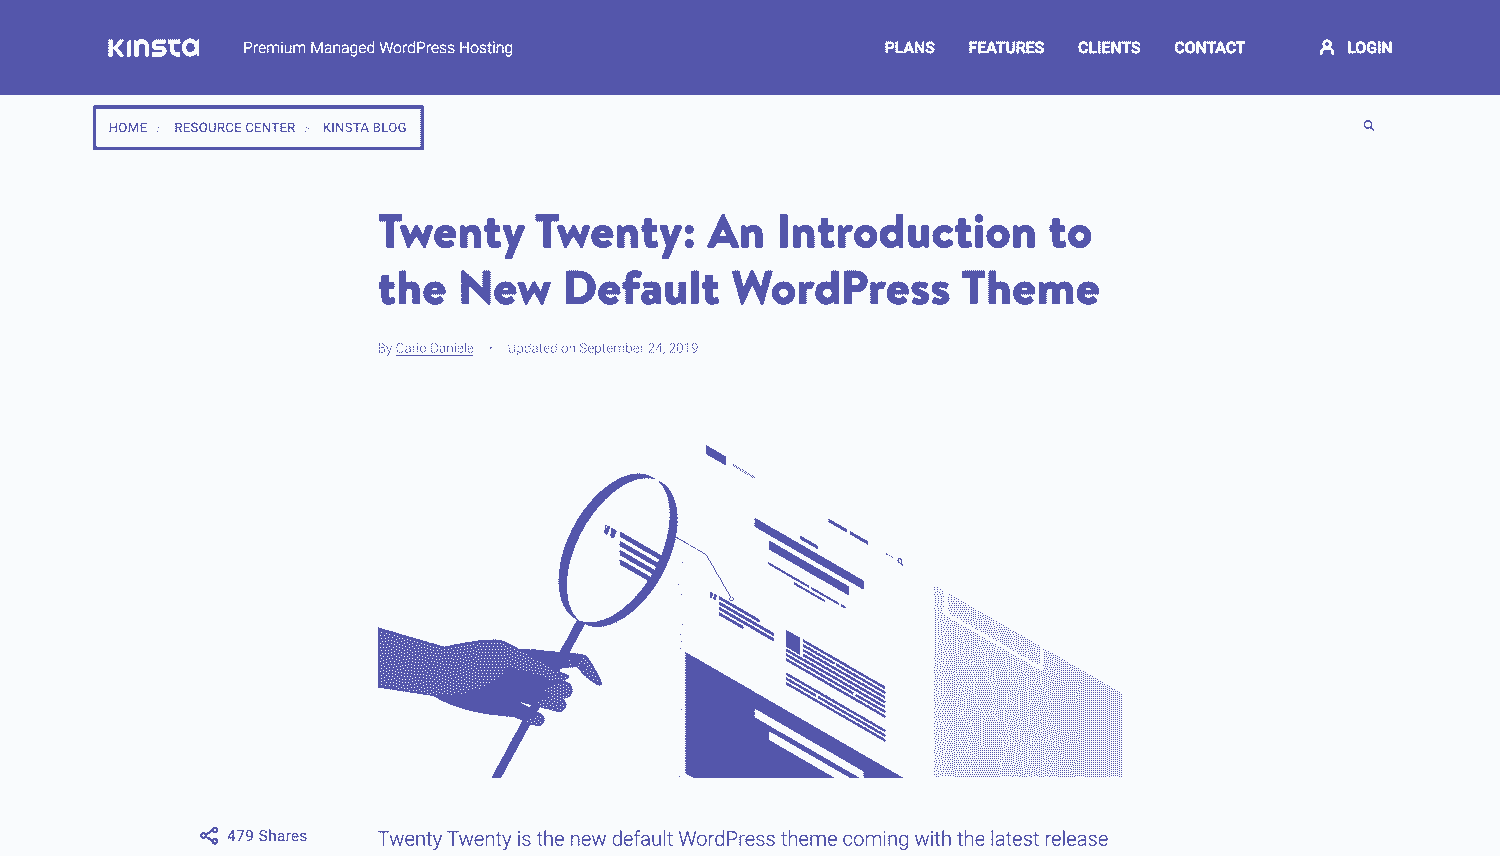 KINSTA Premium Managed WordPress Hosting PLANS FEATURES CLIENTS CONTACT LOGIN
HOME / RESOURCE CENTER / KINSTA BLOG
Twenty Twenty: An Introduction to
the New Default WordPress Theme
By Carlo Daniele • Updated on September 24, 2019
479 Shares
Twenty Twenty is the new default WordPress theme coming with the latest release